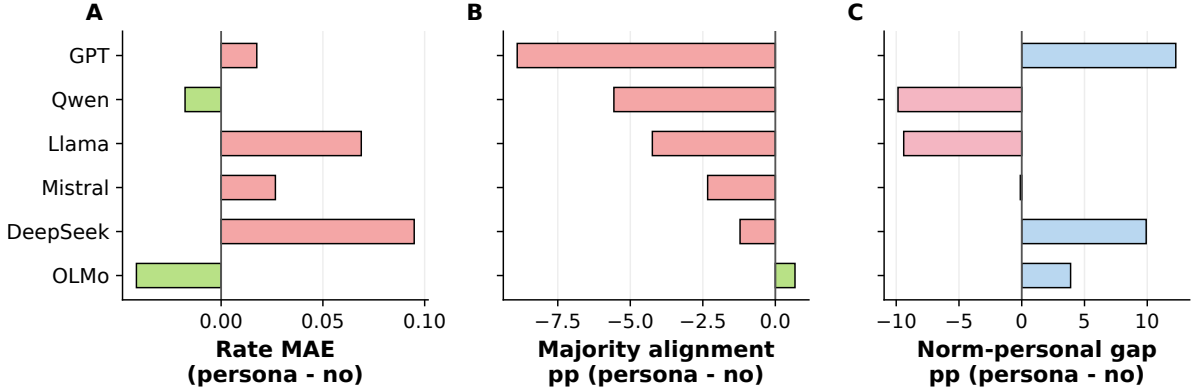 A
B
C
GPT
Qwen
Llama
Mistral
DeepSeek
OLMo
0.00 0.05 0.10
−7.5 −5.0 −2.5 0.0
−10 −5 0 5 10
Rate MAE
(persona - no)
Majority alignment
pp (persona - no)
Norm-personal gap
pp (persona - no)